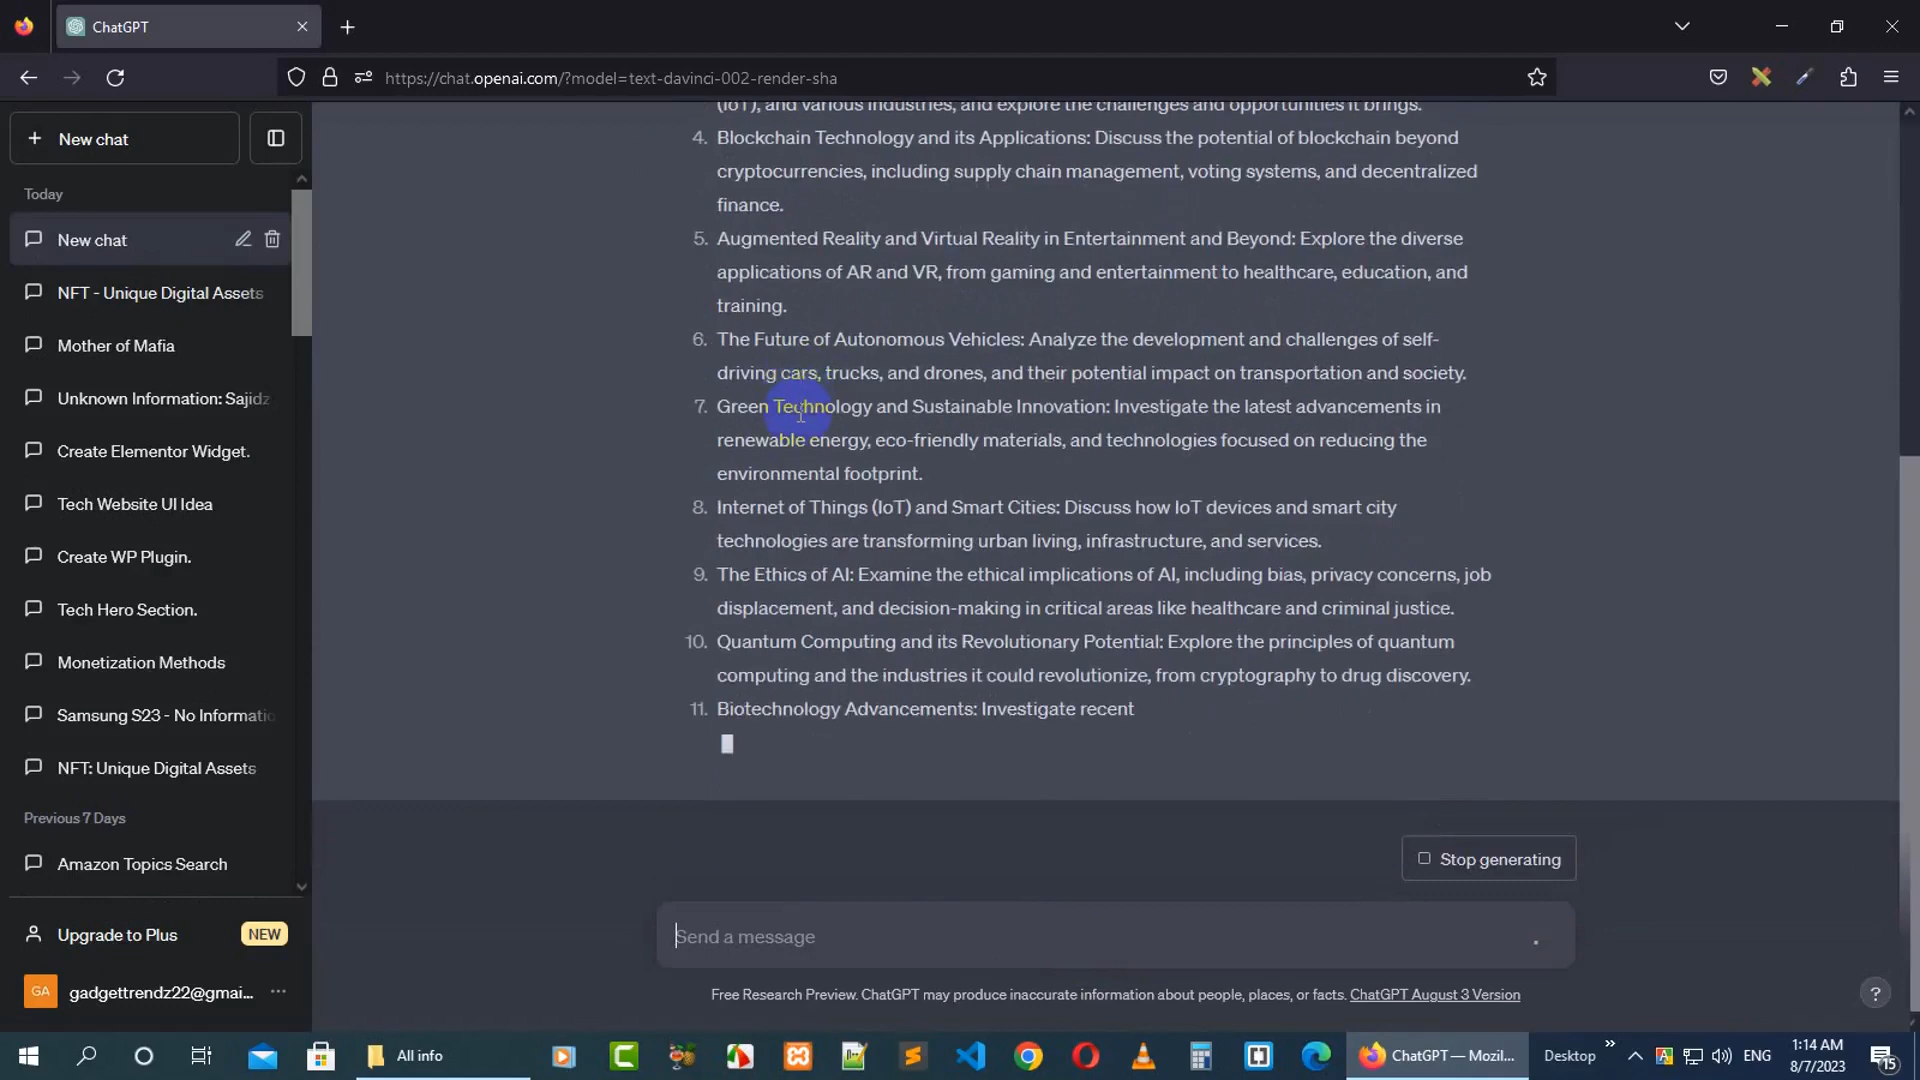 ChatGPT
https://chat.openai.com/?model=text-davinci-002-render-sha
New chat
Today
New chat
NFT - Unique Digital Assets
Mother of Mafia
Unknown Information: Sajidz
Create Elementor Widget.
Tech Website UI Idea
Create WP Plugin.
Tech Hero Section.
Monetization Methods
Samsung S23 - No Informatio
NFT: Unique Digital Assets
Previous 7 Days
Amazon Topics Search
Upgrade to Plus NEW
GA gadgettrendz22@gmai...
(IoT), and various industries, and explore the challenges and opportunities it brings.
4. Blockchain Technology and its Applications: Discuss the potential of blockchain beyond
cryptocurrencies, including supply chain management, voting systems, and decentralized
finance.
5. Augmented Reality and Virtual Reality in Entertainment and Beyond: Explore the diverse
applications of AR and VR, from gaming and entertainment to healthcare, education, and
training.
6. The Future of Autonomous Vehicles: Analyze the development and challenges of self-
driving cars, trucks, and drones, and their potential impact on transportation and society.
7. Green Technology and Sustainable Innovation: Investigate the latest advancements in
renewable energy, eco-friendly materials, and technologies focused on reducing the
environmental footprint.
8. Internet of Things (IoT) and Smart Cities: Discuss how IoT devices and smart city
technologies are transforming urban living, infrastructure, and services.
9. The Ethics of AI: Examine the ethical implications of AI, including bias, privacy concerns, job
displacement, and decision-making in critical areas like healthcare and criminal justice.
10. Quantum Computing and its Revolutionary Potential: Explore the principles of quantum
computing and the industries it could revolutionize, from cryptography to drug discovery.
11. Biotechnology Advancements: Investigate recent
Stop generating
Send a message
Free Research Preview. ChatGPT may produce inaccurate information about people, places, or facts. ChatGPT August 3 Version
?
All info
ChatGPT — Mozil...
Desktop
ENG
1:14 AM
8/7/2023
15